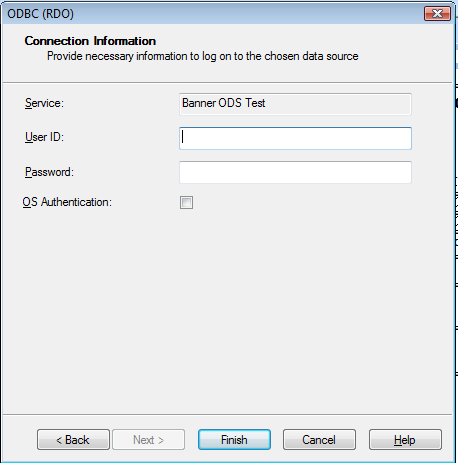 ODBC (RDO)
Connection Information
Provide necessary information to log on to the chosen data source
Service: Banner ODS Test
User ID:
Password:
OS Authentication:
< Back Next > Finish Cancel Help